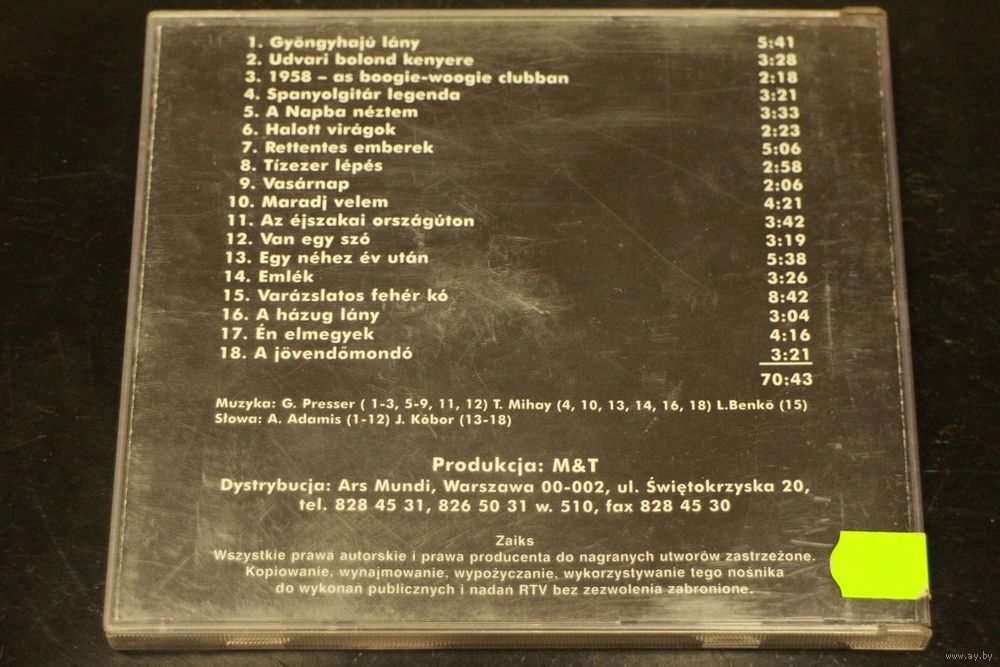 1. Gyöngyhajú lány 5:41
2. Udvari bolond kenyere 3:28
3. 1958 – as boogie-woogie clubban 2:18
4. Spanyolgitár legenda 3:21
5. A Napba néztem 3:33
6. Halott virágok 2:23
7. Rettentes emberek 5:06
8. Tízezer lépés 2:58
9. Vasárnap 2:06
10. Maradj velem 4:21
11. Az éjszakai országúton 3:42
12. Van egy szó 3:19
13. Egy néhez év után 5:38
14. Emlék 3:26
15. Varázslatos fehér kó 8:42
16. A házug lány 3:04
17. Én elmegyek 4:16
18. A jövendőmondó 3:21
70:43
Muzyka: G. Presser ( 1-3, 5-9, 11, 12) T. Mihay (4, 10, 13, 14, 16, 18) L.Benkö (15)
Słowa: A. Adamis (1-12) J. Kóbor (13-18)
Produkcja: M&T
Dystrybucja: Ars Mundi, Warszawa 00-002, ul. Świętokrzyska 20,
tel. 828 45 31, 826 50 31 w. 510, fax 828 45 30
Zaiks
Wszystkie prawa autorskie i prawa producenta do nagranych utworów zastrzeżone.
Kopiowanie, wynajmowanie, wypożyczanie, wykorzystywanie tego nośnika
do wykonań publicznych i nadań RTV bez zezwolenia zabronione.
www.ay.by